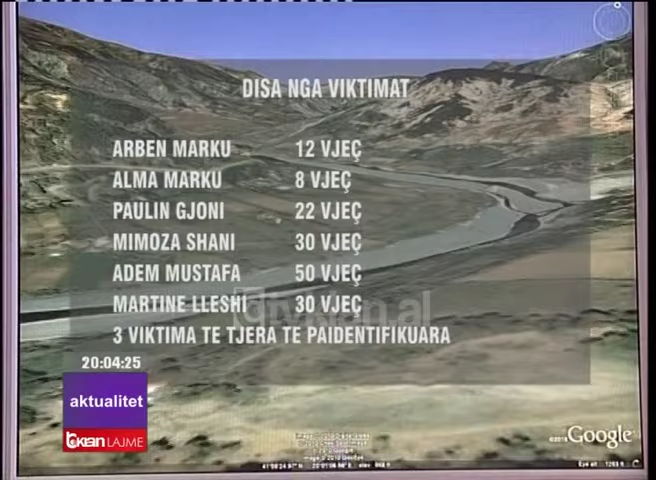 DISA NGA VIKTIMAT
ARBEN MARKU 12 VJEÇ
ALMA MARKU 8 VJEÇ
PAULIN GJONI 22 VJEÇ
MIMOZA SHANI 30 VJEÇ
ADEM MUSTAFA 50 VJEÇ
MARTINE LLESHI 30 VJEÇ
3 VIKTIMA TE TJERA TE PAIDENTIFIKUARA
20:04:25
aktualitet
LAJME
Google